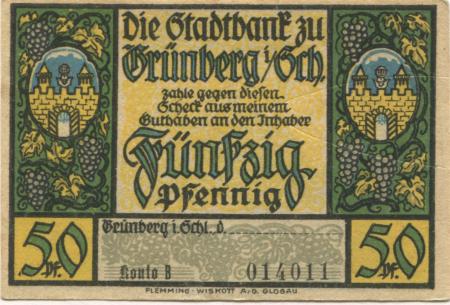 Die Stadtbank zu
Grünberg i/Sch.
zahle gegen diesen
Scheck aus meinem
Guthaben an den Inhaber
Fünfzig
Pfennig
Grünberg i. Schl., d.
50 Pf.
Konto B
014011
50 Pf.
FLEMMING-WISKOTT A.G. GLOGAU.